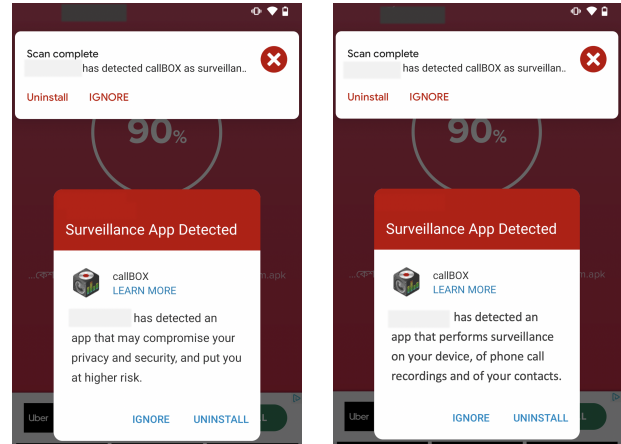 Scan complete
has detected callBOX as surveillan..
Uninstall IGNORE
90%
Surveillance App Detected
callBOX
LEARN MORE
has detected an
app that may compromise your
privacy and security, and put you
at higher risk.
...কেশ
n.apk
Uber
L
IGNORE UNINSTALL
Scan complete
has detected callBOX as surveillan..
Uninstall IGNORE
90%
Surveillance App Detected
callBOX
LEARN MORE
has detected an
app that performs surveillance
on your device, of phone call
recordings and of your contacts.
n.apk
Uber
L
IGNORE UNINSTALL